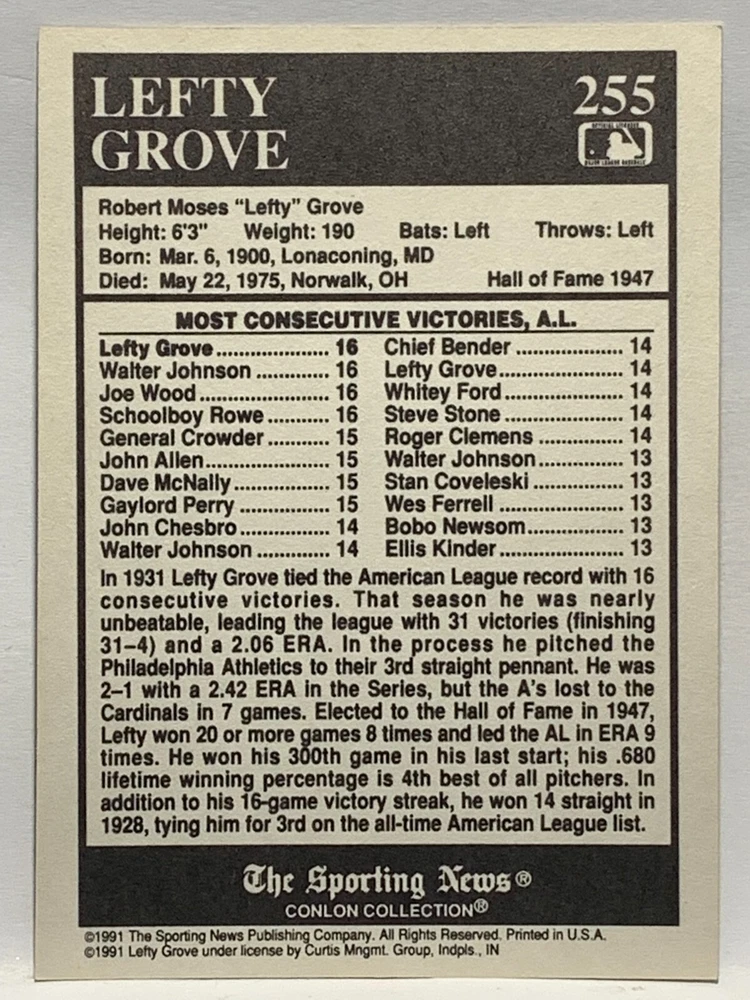 LEFTY
GROVE
255
OFFICIAL LICENSEE
MAJOR LEAGUE BASEBALL
Robert Moses “Lefty” Grove
Height: 6'3" Weight: 190 Bats: Left Throws: Left
Born: Mar. 6, 1900, Lonaconing, MD
Died: May 22, 1975, Norwalk, OH Hall of Fame 1947
MOST CONSECUTIVE VICTORIES, A.L.
Lefty Grove..................... 16 Chief Bender .................... 14
Walter Johnson ............. 16 Lefty Grove....................... 14
Joe Wood........................ 16 Whitey Ford...................... 14
Schoolboy Rowe............ 16 Steve Stone...................... 14
General Crowder ........... 15 Roger Clemens ............... 14
John Allen....................... 15 Walter Johnson................ 13
Dave McNally................. 15 Stan Coveleski................. 13
Gaylord Perry ................. 15 Wes Ferrell ....................... 13
John Chesbro................. 14 Bobo Newsom.................. 13
Walter Johnson ............. 14 Ellis Kinder....................... 13
In 1931 Lefty Grove tied the American League record with 16
consecutive victories. That season he was nearly
unbeatable, leading the league with 31 victories (finishing
31–4) and a 2.06 ERA. In the process he pitched the
Philadelphia Athletics to their 3rd straight pennant. He was
2–1 with a 2.42 ERA in the Series, but the A's lost to the
Cardinals in 7 games. Elected to the Hall of Fame in 1947,
Lefty won 20 or more games 8 times and led the AL in ERA 9
times. He won his 300th game in his last start; his .680
lifetime winning percentage is 4th best of all pitchers. In
addition to his 16-game victory streak, he won 14 straight in
1928, tying him for 3rd on the all-time American League list.
The Sporting News®
CONLON COLLECTION®
©1991 The Sporting News Publishing Company. All Rights Reserved. Printed in U.S.A.
©1991 Lefty Grove under license by Curtis Mngmt. Group, Indpls., IN